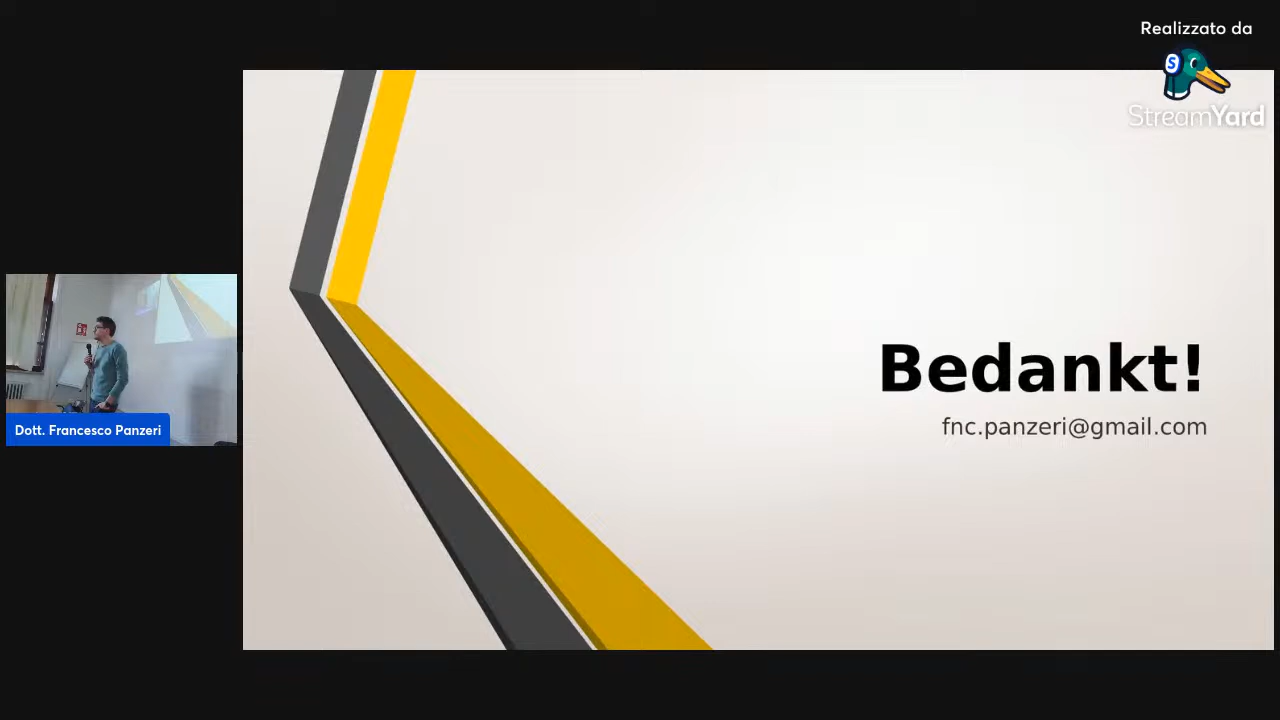 Realizzato da
S
StreamYard
Bedankt!
fnc.panzeri@gmail.com
Dott. Francesco Panzeri